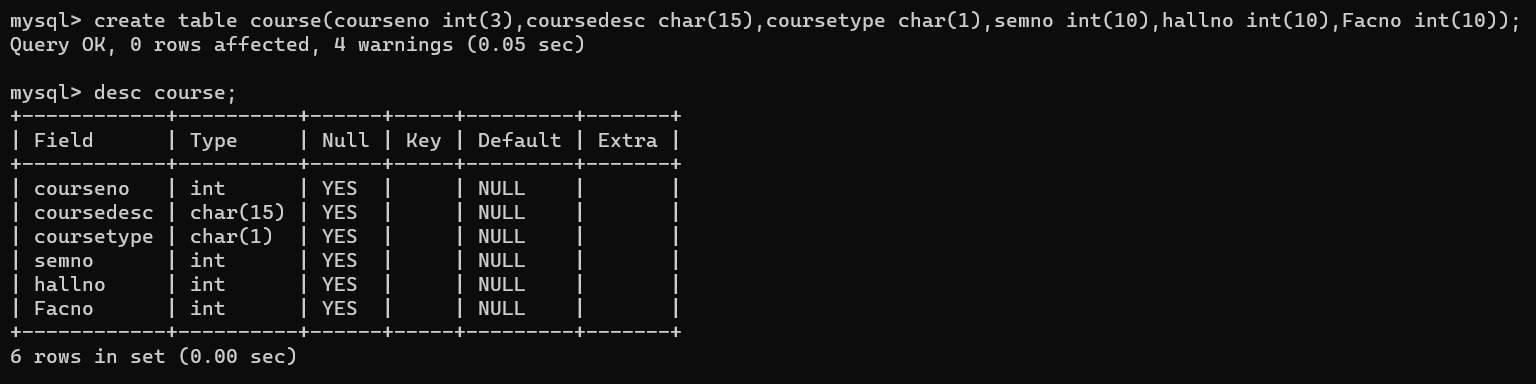 mysql> create table course(courseno int(3),coursedesc char(15),coursetype char(1),semno int(10),hallno int(10),Facno int(10));
Query OK, 0 rows affected, 4 warnings (0.05 sec)

mysql> desc course;
+------------+----------+------+-----+---------+-------+
| Field      | Type     | Null | Key | Default | Extra |
+------------+----------+------+-----+---------+-------+
| courseno   | int      | YES  |     | NULL    |       |
| coursedesc | char(15) | YES  |     | NULL    |       |
| coursetype | char(1)  | YES  |     | NULL    |       |
| semno      | int      | YES  |     | NULL    |       |
| hallno     | int      | YES  |     | NULL    |       |
| Facno      | int      | YES  |     | NULL    |       |
+------------+----------+------+-----+---------+-------+
6 rows in set (0.00 sec)